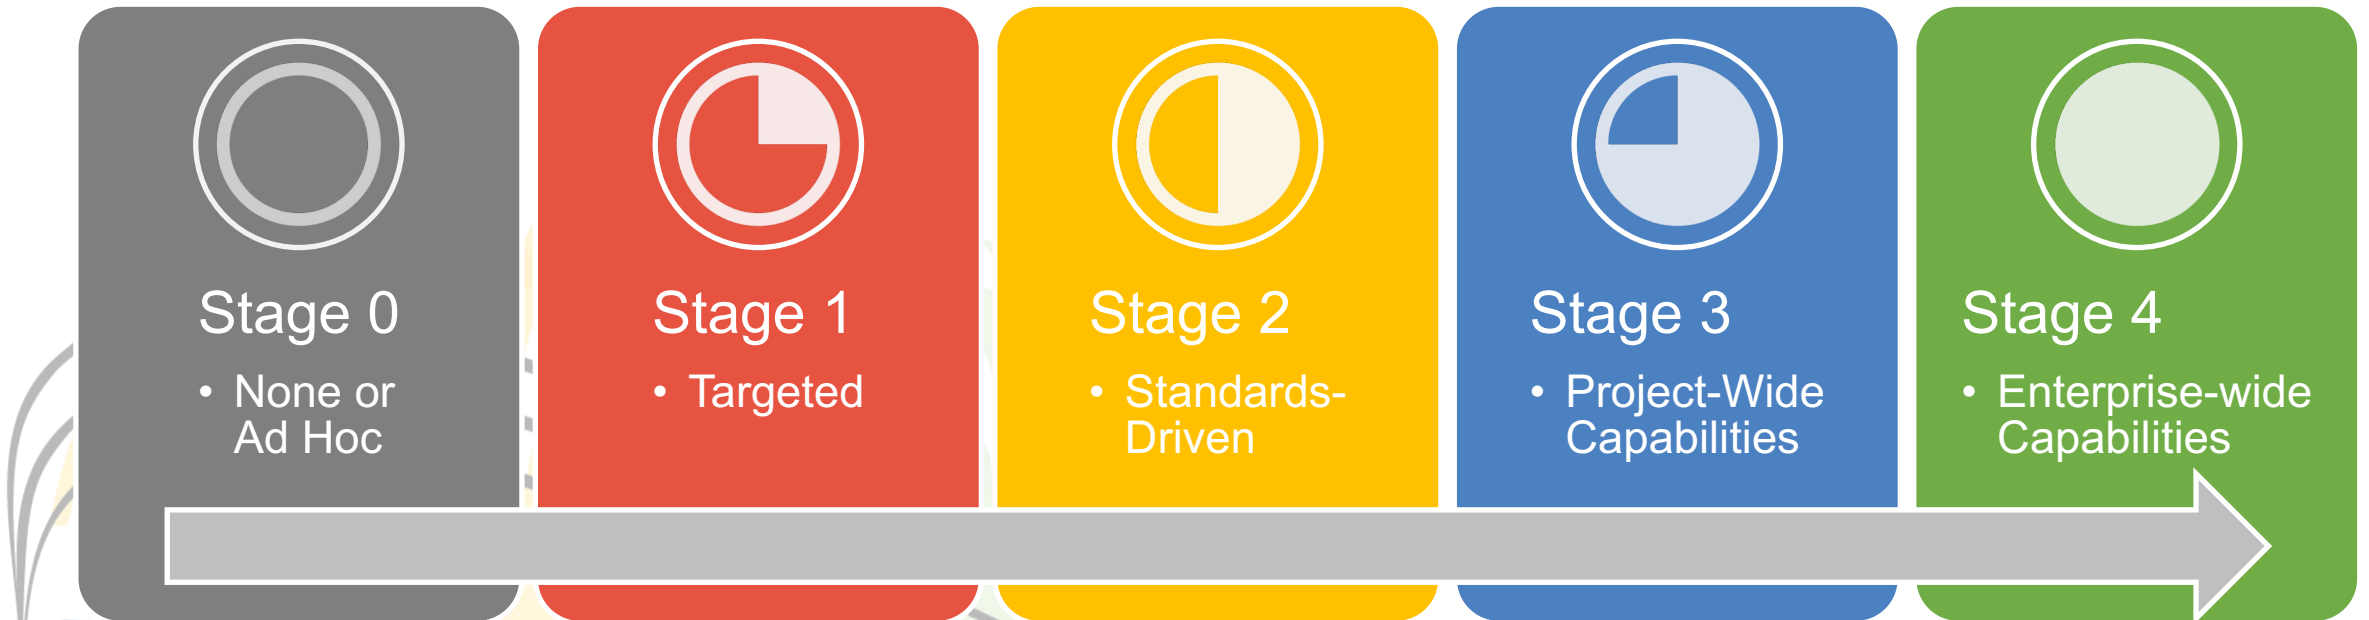 Stage 0
• None or
Ad Hoc
Stage 1
• Targeted
Stage 2
• Standards-
Driven
Stage 3
• Project-Wide
Capabilities
Stage 4
• Enterprise-wide
Capabilities